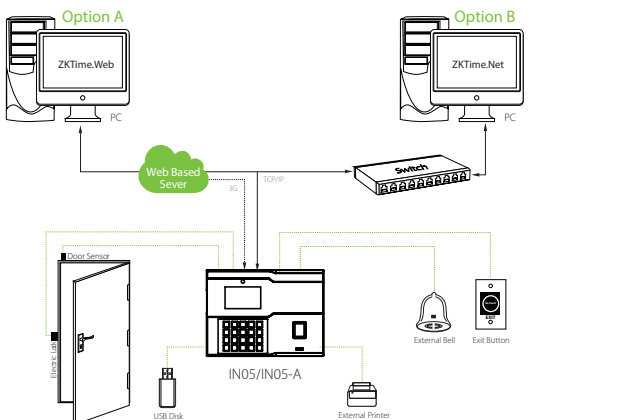 Option A
Option B
ZKTime.Web
ZKTime.Net
PC
PC
Web Based
Sever
3G
TCP/IP
Switch
Door Sensor
Electric Lock
External Bell
Exit Button
EXIT
IN05/IN05-A
USB Disk
External Printer